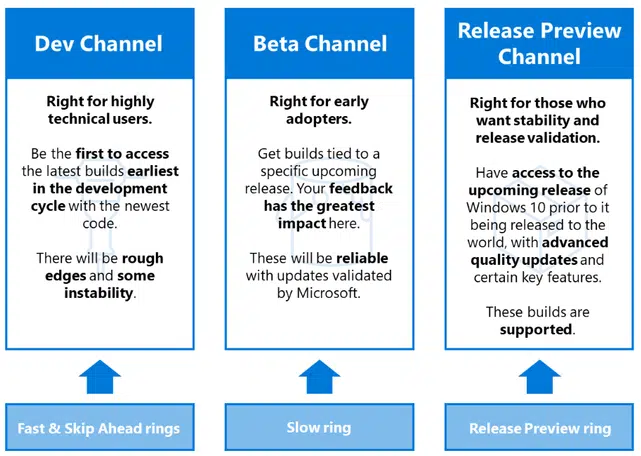 Dev Channel
Right for highly
technical users.
Be the first to access
the latest builds earliest
in the development
cycle with the newest
code.
There will be rough
edges and some
instability.
Fast & Skip Ahead rings
Beta Channel
Right for early
adopters.
Get builds tied to a
specific upcoming
release. Your feedback
has the greatest
impact here.
These will be reliable
with updates validated
by Microsoft.
Slow ring
Release Preview
Channel
Right for those who
want stability and
release validation.
Have access to the
upcoming release of
Windows 10 prior to it
being released to the
world, with advanced
quality updates and
certain key features.
These builds are
supported.
Release Preview ring